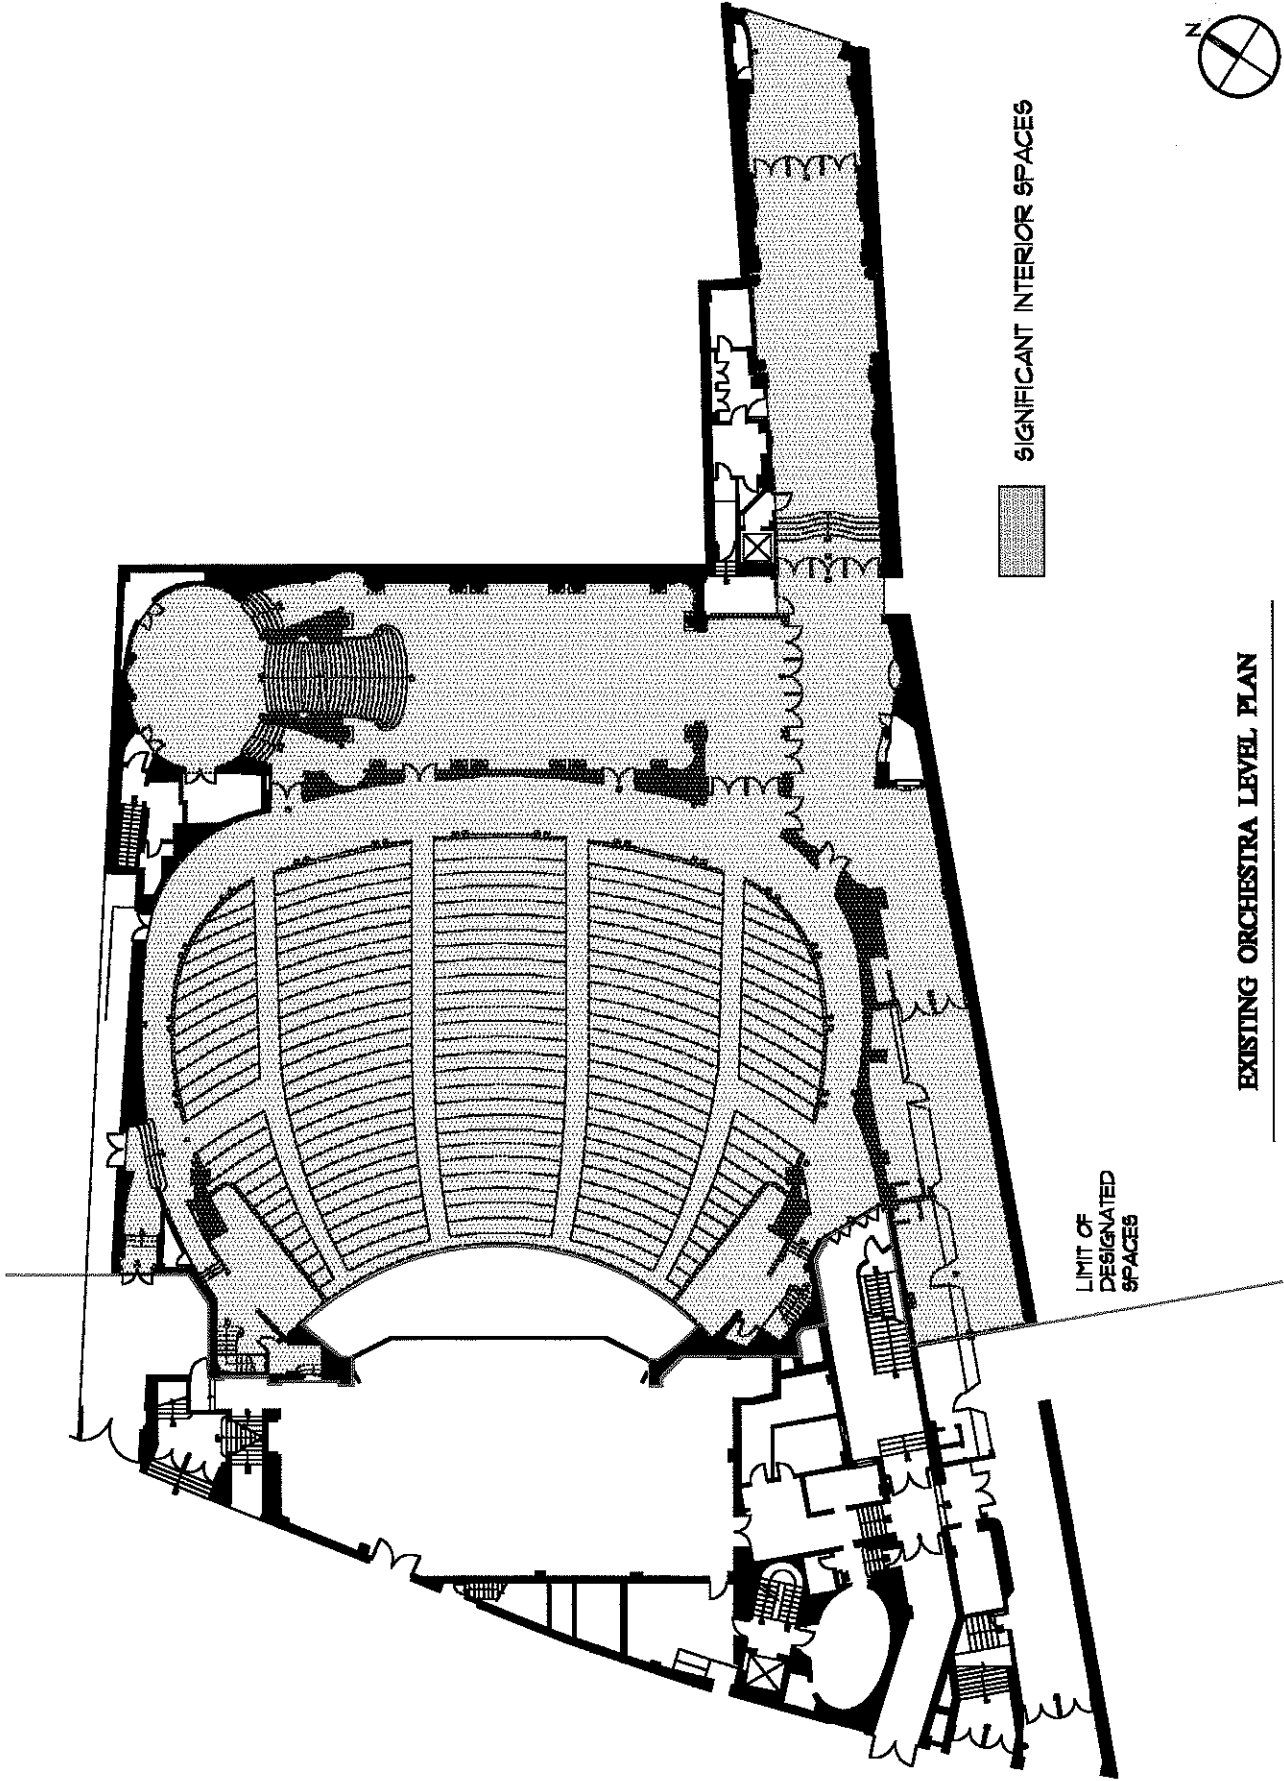 N
SIGNIFICANT INTERIOR SPACES
LIMIT OF
DESIGNATED
SPACES
EXISTING ORCHESTRA LEVEL PLAN